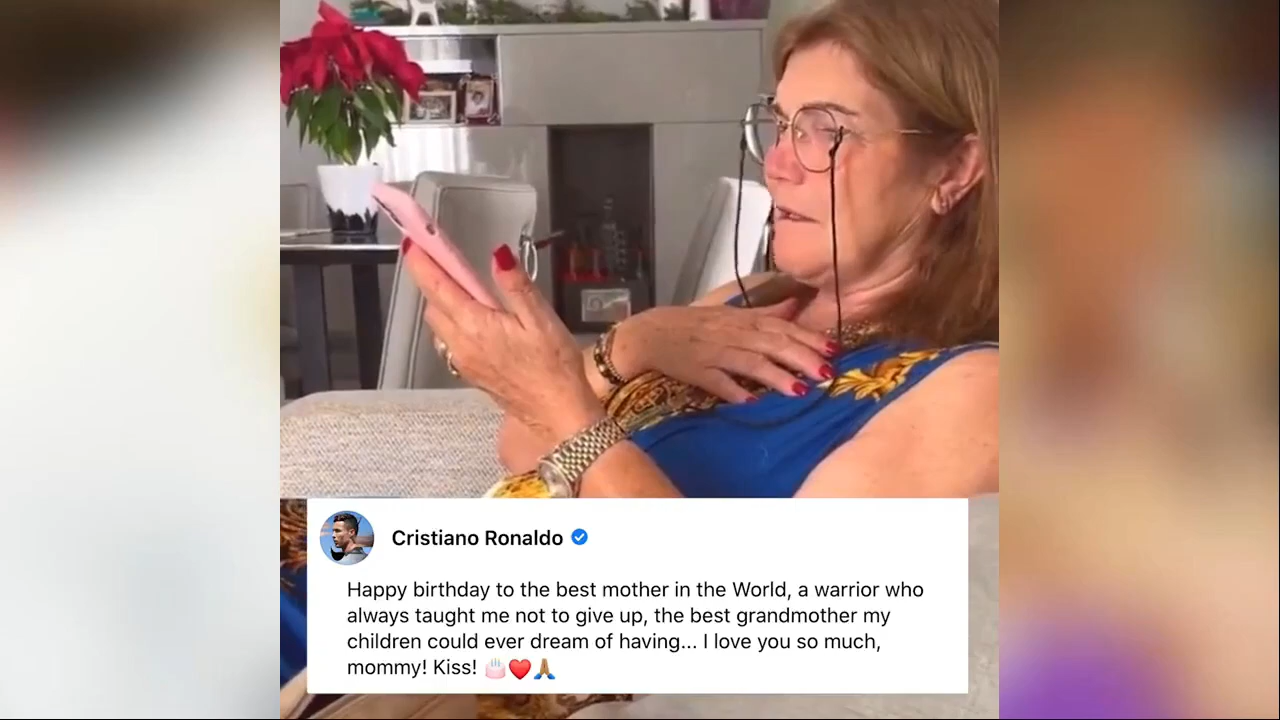 Cristiano Ronaldo
Happy birthday to the best mother in the World, a warrior who
always taught me not to give up, the best grandmother my
children could ever dream of having... I love you so much,
mommy! Kiss! 🎂❤️🙏🏽